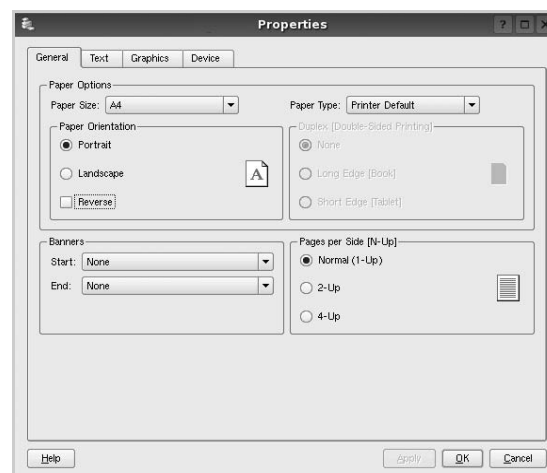 Properties
General Text Graphics Device
Paper Options
Paper Size: A4
Paper Type: Printer Default
Paper Orientation
Portrait
Landscape
A
Reverse
Duplex [Double-Sided Printing]
None
Long Edge [Book]
Short Edge [Tablet]
Banners
Start: None
End: None
Pages per Side [N-Up]
Normal (1-Up)
2-Up
4-Up
Help
Apply OK Cancel